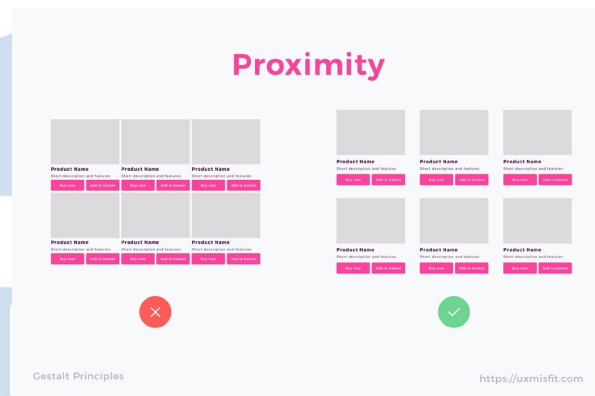 Proximity
Product Name Product Name Product Name
Short description and features Short description and features Short description and features
Buy now Add to basket Buy now Add to basket Buy now Add to basket
Product Name Product Name Product Name
Short description and features Short description and features Short description and features
Buy now Add to basket Buy now Add to basket Buy now Add to basket
Product Name Product Name Product Name
Short description and features Short description and features Short description and features
Buy now Add to basket Buy now Add to basket Buy now Add to basket
Product Name Product Name Product Name
Short description and features Short description and features Short description and features
Buy now Add to basket Buy now Add to basket Buy now Add to basket
Gestalt Principles
https://uxmisfit.com